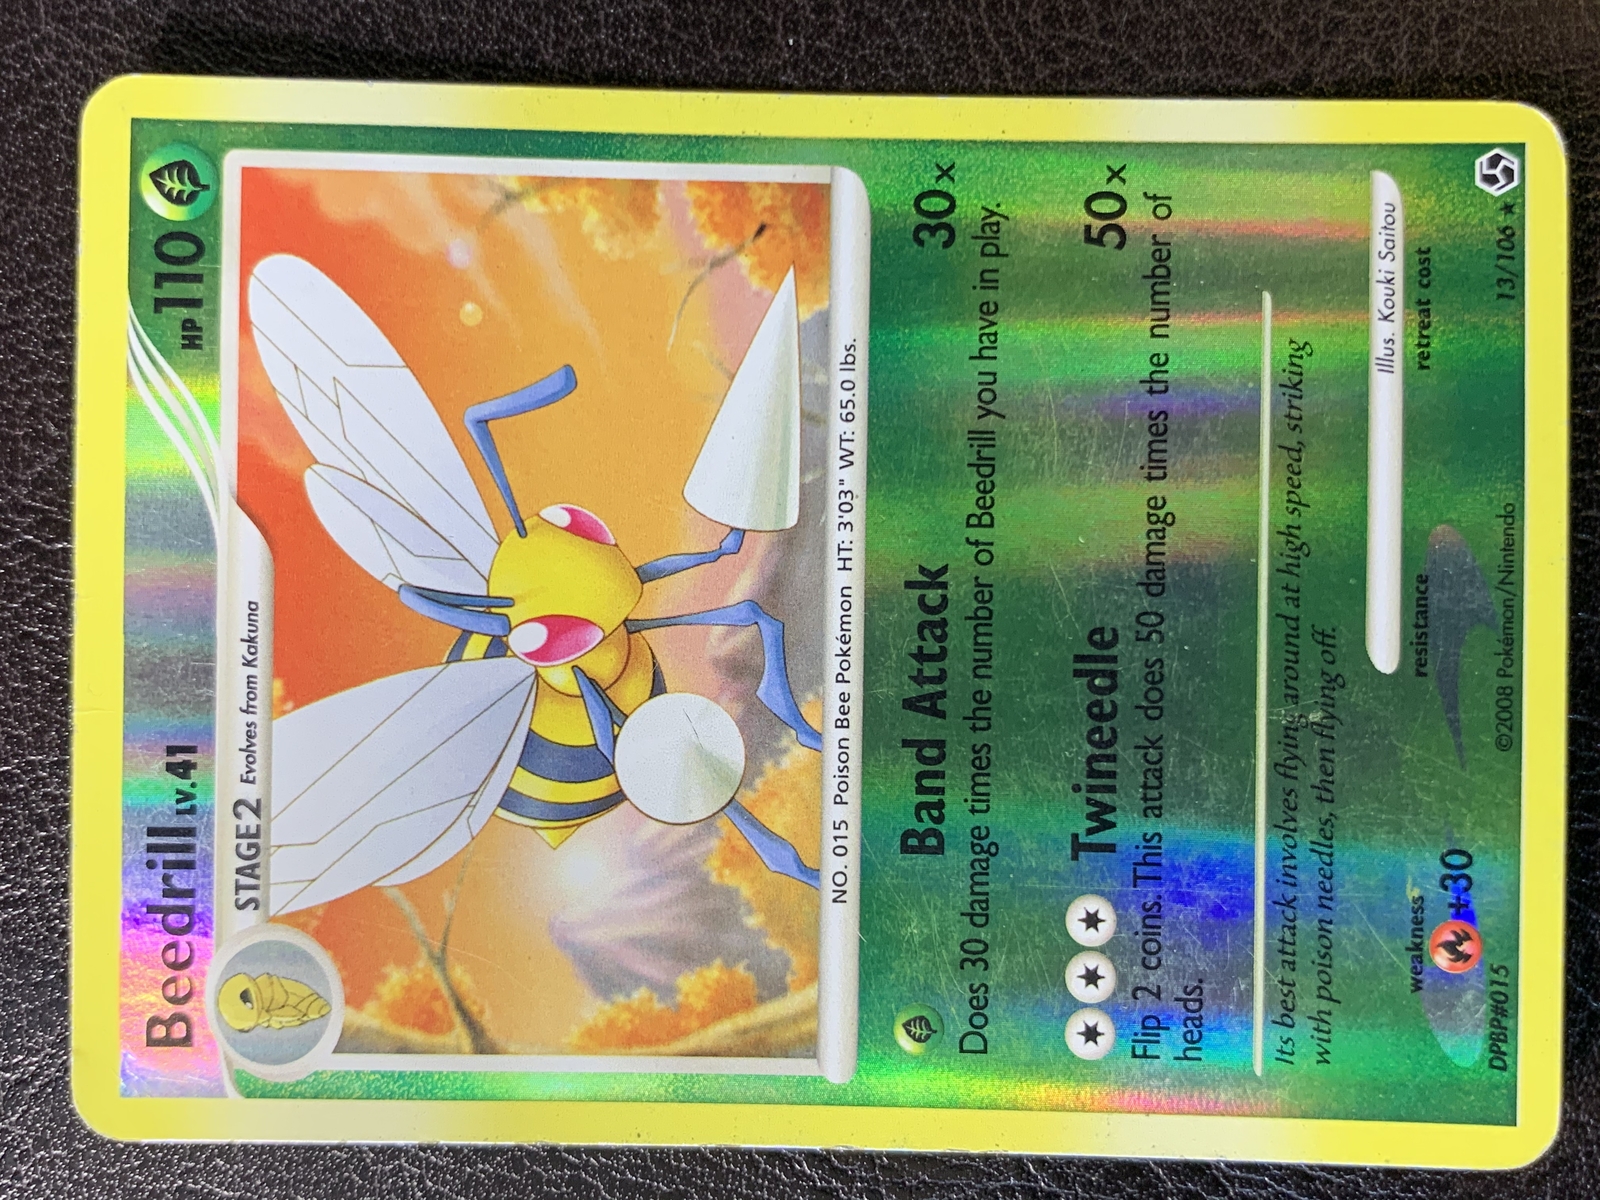 Beedrill LV.41 HP 110
STAGE2 Evolves from Kakuna
NO. 015 Poison Bee Pokémon HT: 3'03" WT: 65.0 lbs.
Band Attack 30×
Does 30 damage times the number of Beedrill you have in play.
Twineedle 50×
Flip 2 coins. This attack does 50 damage times the number of
heads.
Its best attack involves flying around at high speed, striking
with poison needles, then flying off.
Illus. Kouki Saitou
weakness resistance retreat cost
+30
DPBP#015 ©2008 Pokémon/Nintendo 13/106 ★